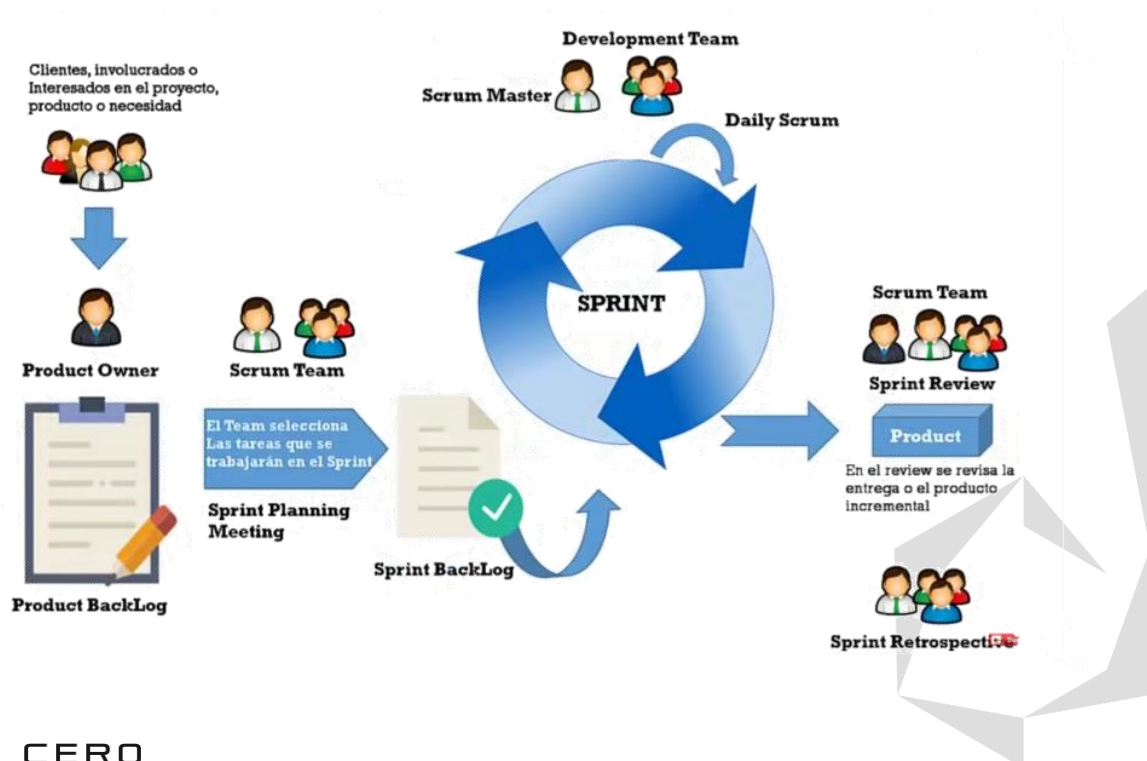 Clientes, involucrados o
Interesados en el proyecto,
producto o necesidad
Product Owner
Product BackLog
Scrum Team
El Team selecciona
Las tareas que se
trabajarán en el Sprint
Sprint Planning
Meeting
Sprint BackLog
Development Team
Scrum Master
Daily Scrum
SPRINT
Scrum Team
Sprint Review
Product
En el review se revisa la
entrega o el producto
incremental
Sprint Retrospective
CERO